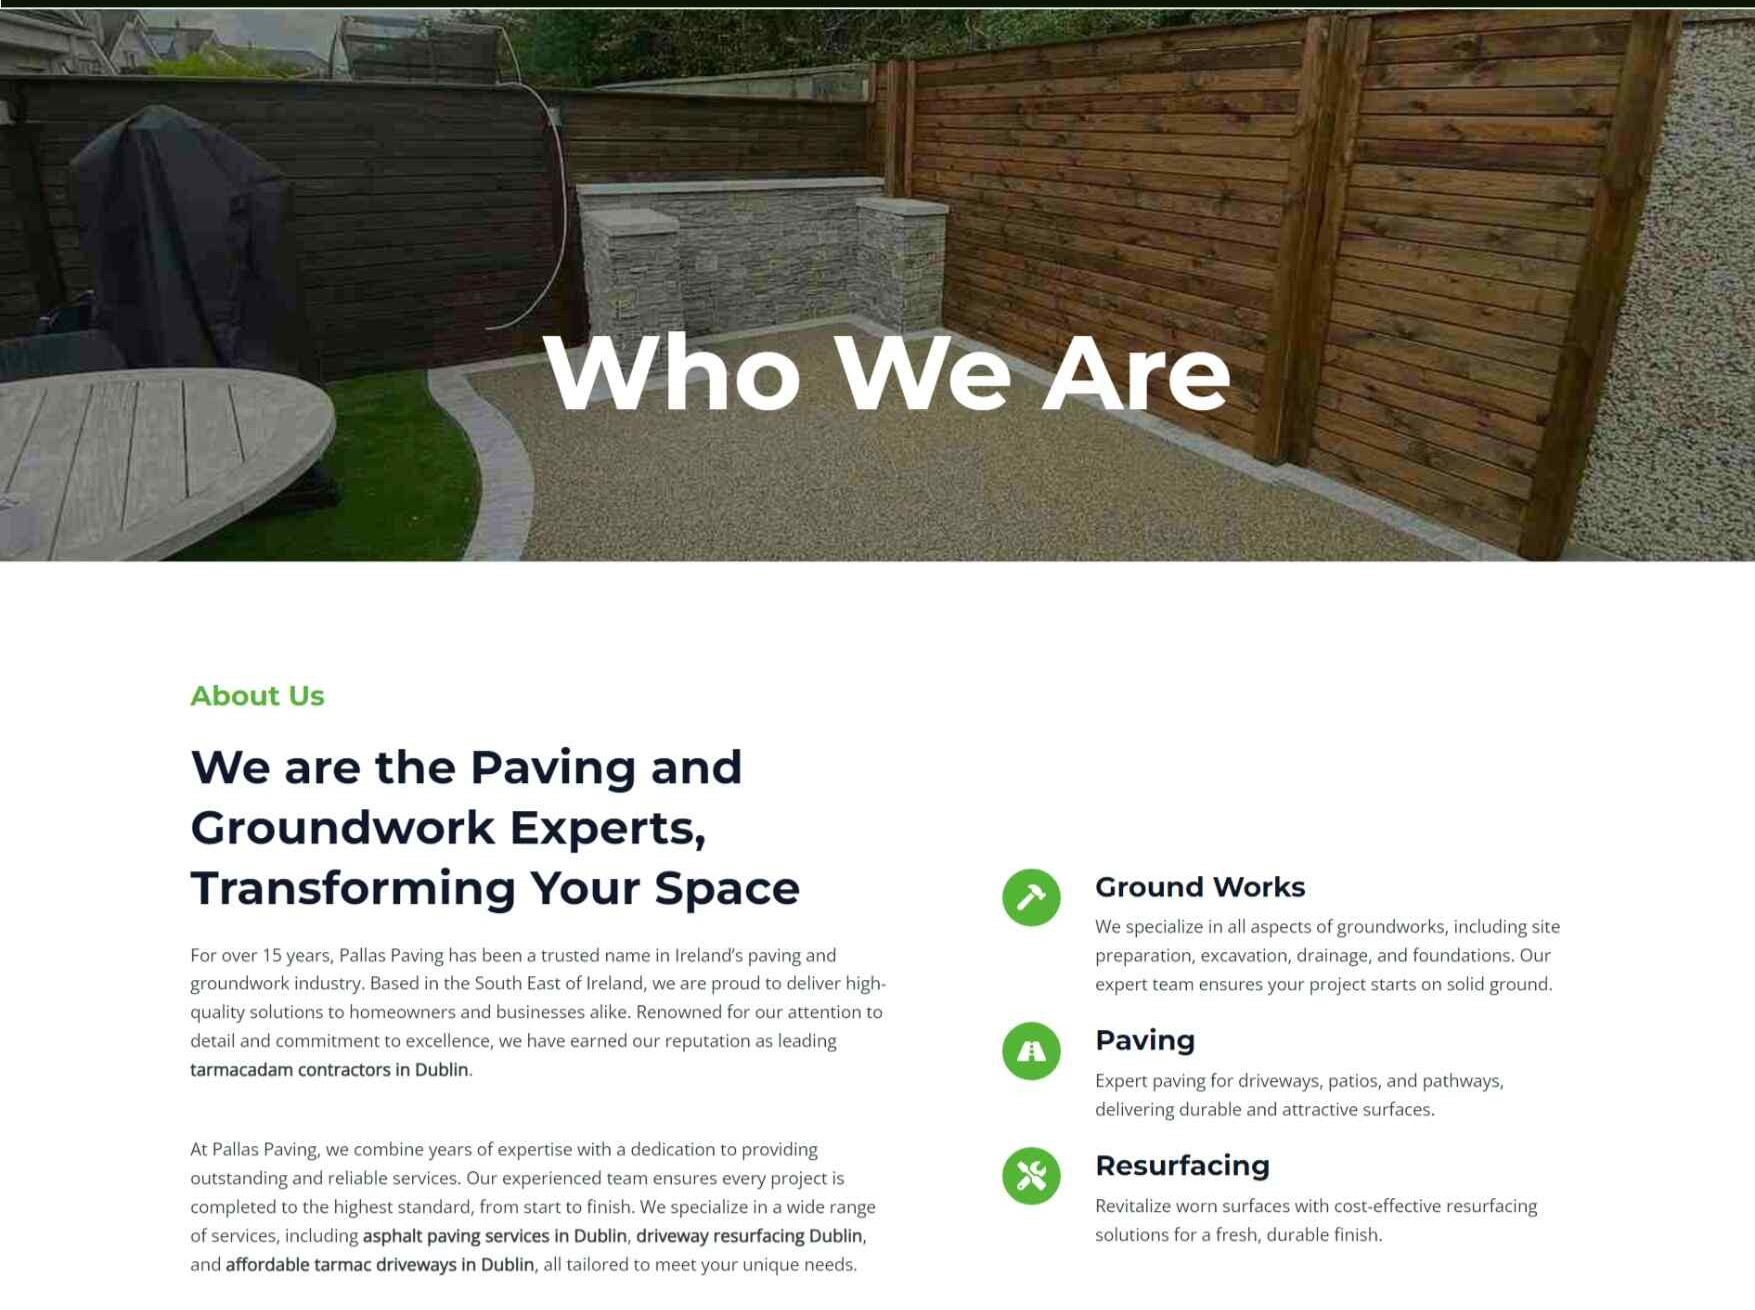 Who We Are
About Us
We are the Paving and
Groundwork Experts,
Transforming Your Space
For over 15 years, Pallas Paving has been a trusted name in Ireland’s paving and
groundwork industry. Based in the South East of Ireland, we are proud to deliver high-
quality solutions to homeowners and businesses alike. Renowned for our attention to
detail and commitment to excellence, we have earned our reputation as leading
tarmacadam contractors in Dublin.
At Pallas Paving, we combine years of expertise with a dedication to providing
outstanding and reliable services. Our experienced team ensures every project is
completed to the highest standard, from start to finish. We specialize in a wide range
of services, including asphalt paving services in Dublin, driveway resurfacing Dublin,
and affordable tarmac driveways in Dublin, all tailored to meet your unique needs.
Ground Works
We specialize in all aspects of groundworks, including site
preparation, excavation, drainage, and foundations. Our
expert team ensures your project starts on solid ground.
Paving
Expert paving for driveways, patios, and pathways,
delivering durable and attractive surfaces.
Resurfacing
Revitalize worn surfaces with cost-effective resurfacing
solutions for a fresh, durable finish.